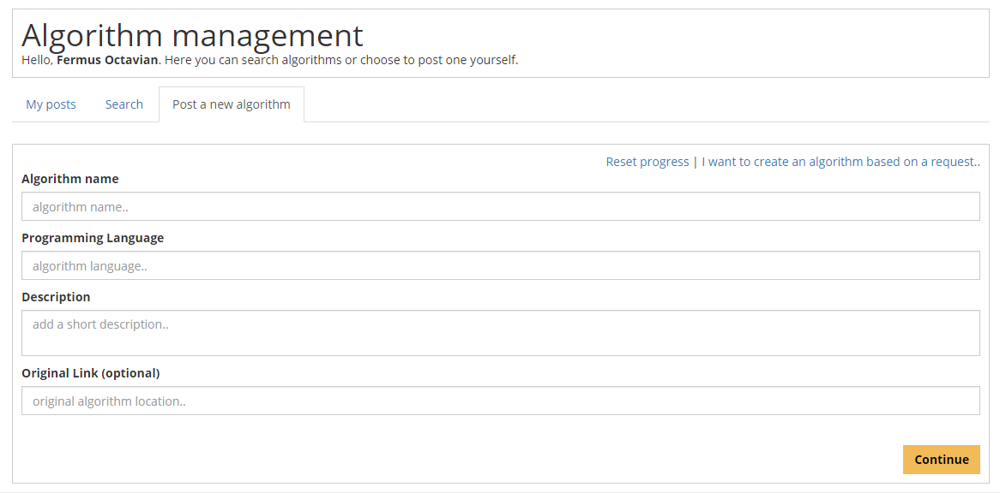 Algorithm management
Hello, Fermus Octavian. Here you can search algorithms or choose to post one yourself.
My posts Search Post a new algorithm
Reset progress | I want to create an algorithm based on a request..
Algorithm name
algorithm name..
Programming Language
algorithm language..
Description
add a short description..
Original Link (optional)
original algorithm location..
Continue